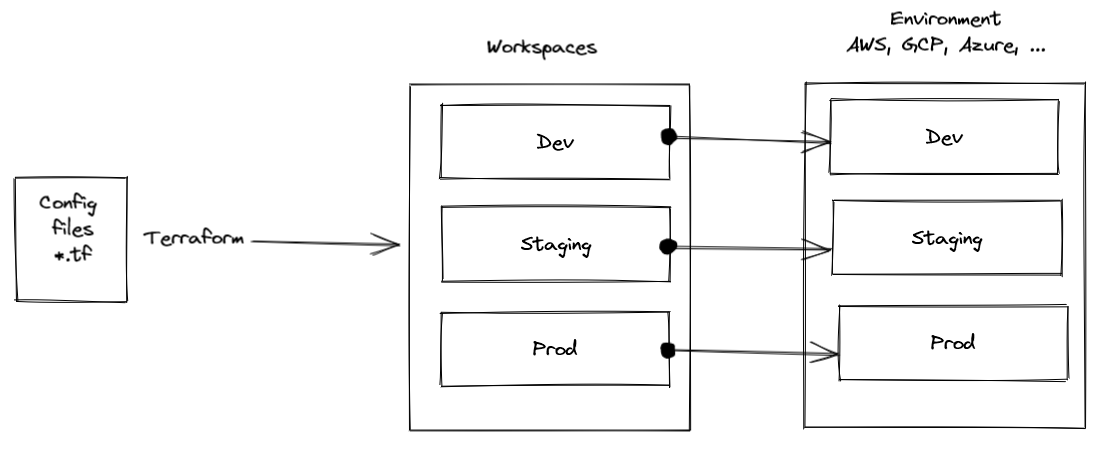 Environment
AWS, GCP, Azure, ...
Workspaces
Dev
Dev
Config
files
*.tf
Terraform
Staging
Staging
Prod
Prod